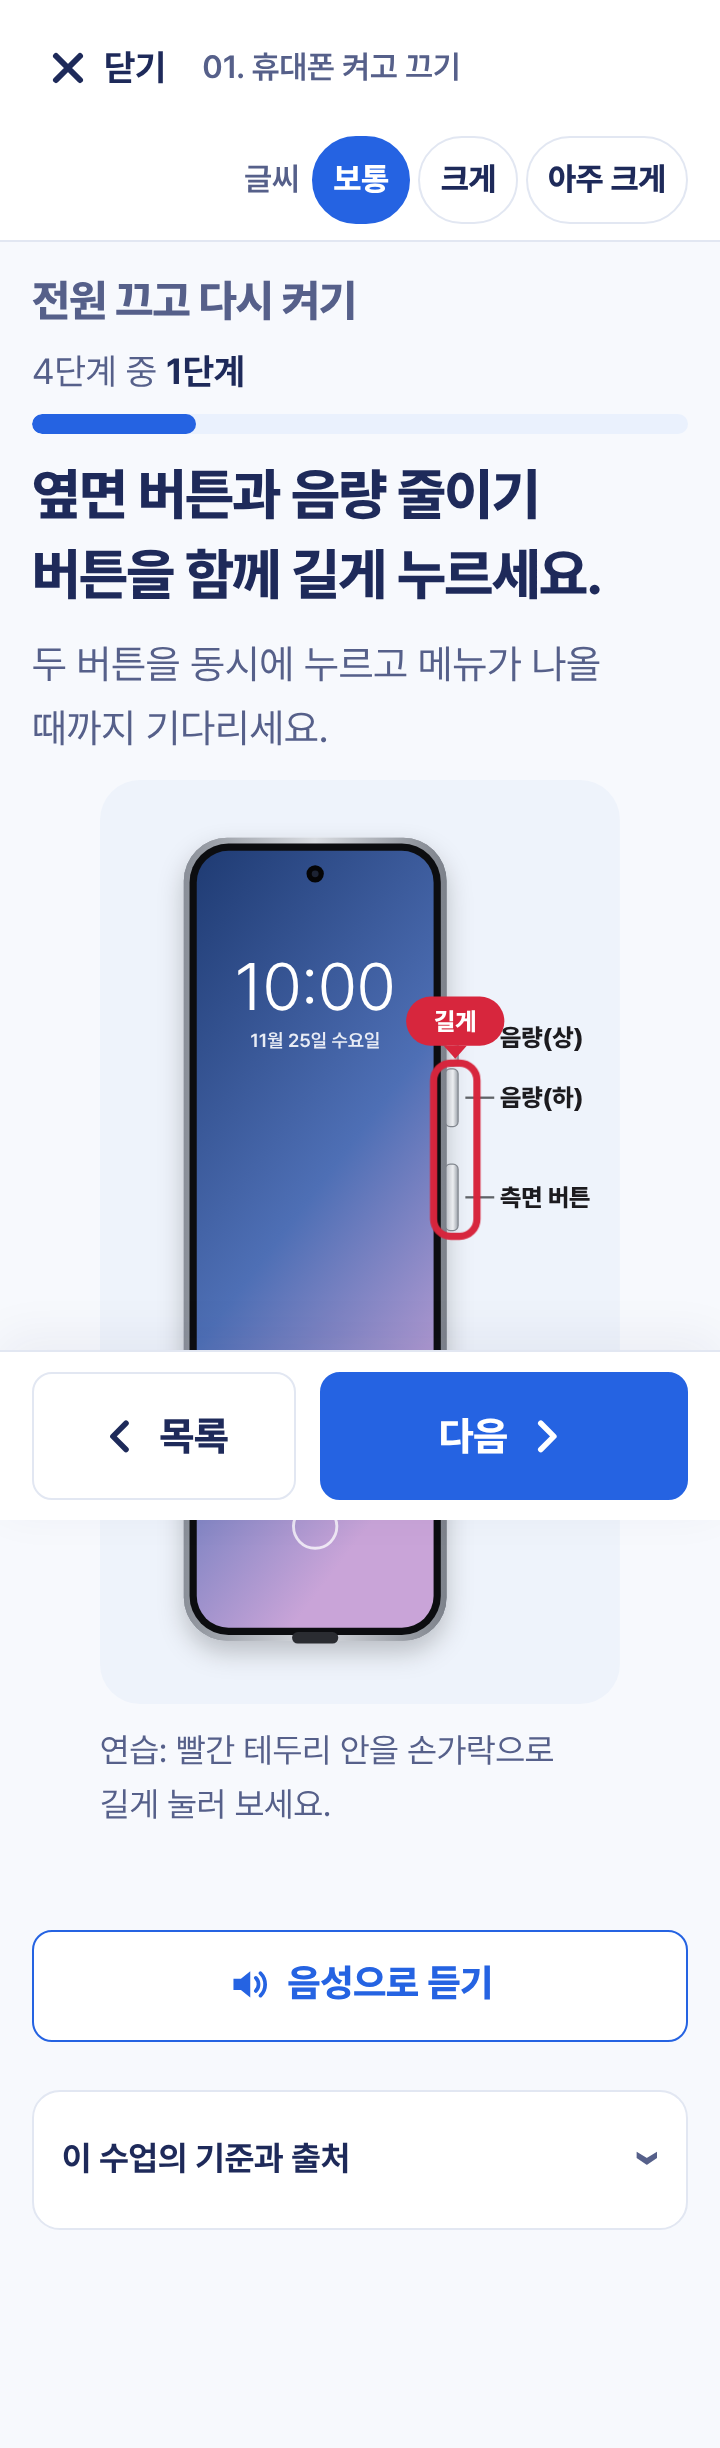 닫기
01. 휴대폰 켜고 끄기
글씨
보통
크게
아주 크게
전원 끄고 다시 켜기
4단계 중 1단계
옆면 버튼과 음량 줄이기
버튼을 함께 길게 누르세요.
두 버튼을 동시에 누르고 메뉴가 나올
때까지 기다리세요.
10:00
11월 25일 수요일
길게
음량(상)
음량(하)
측면 버튼
목록
다음
연습: 빨간 테두리 안을 손가락으로
길게 눌러 보세요.
음성으로 듣기
이 수업의 기준과 출처